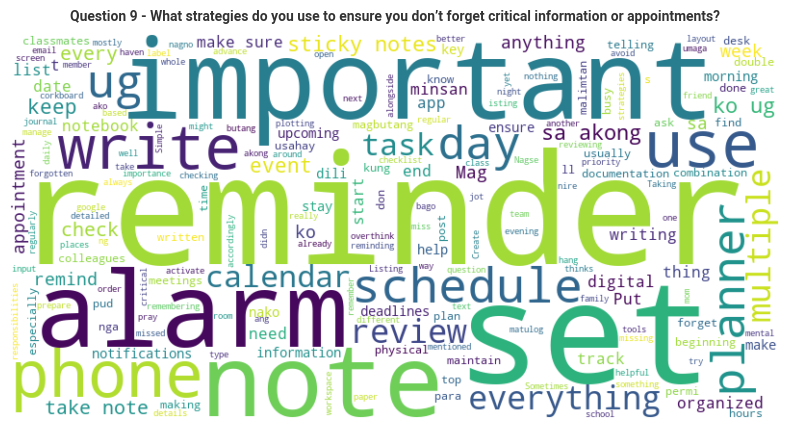 Question 9 - What strategies do you use to ensure you don’t forget critical information or appointments?
classmates mostly nagno make sure sticky notes better anything telling layout desk
email haven label advance open key umaga week
screen member whole every list t date keep ug important know minsan app yet nothing night avoid malimtan busy strategies s morning double done great
corkboard based ako journal might butang plotting next alongside listing another friend ko ug
manage notebook Simple magbutang regular ensure sa akong ask sa find
daily well akong usahay upcoming checklist reviewing usually
forgotten take around task day end Mag class Nagse priority use documentation combination
appointment importance checking event dili kung ll nire Taking
write always time stay start don bago jot team writing one
google detailed really already overthink post evening hang
regularly check written accordingly didn ko reminding miss help Create thing
places ng colleagues reminder way question thinks planner multiple
input remind activate meetings calendar Listing schedule text family digital mom
responsibilities prepare order critical remembering remember different deadlines Put forget
especially pud pray room nako plan tools missing mental
nga missed ang need review mentioned set matulog beginning make
alarm notifications type information physical maintain track try
phone workspace note top Sometimes something helpful permi
take note making paper para everything school organized
details hours